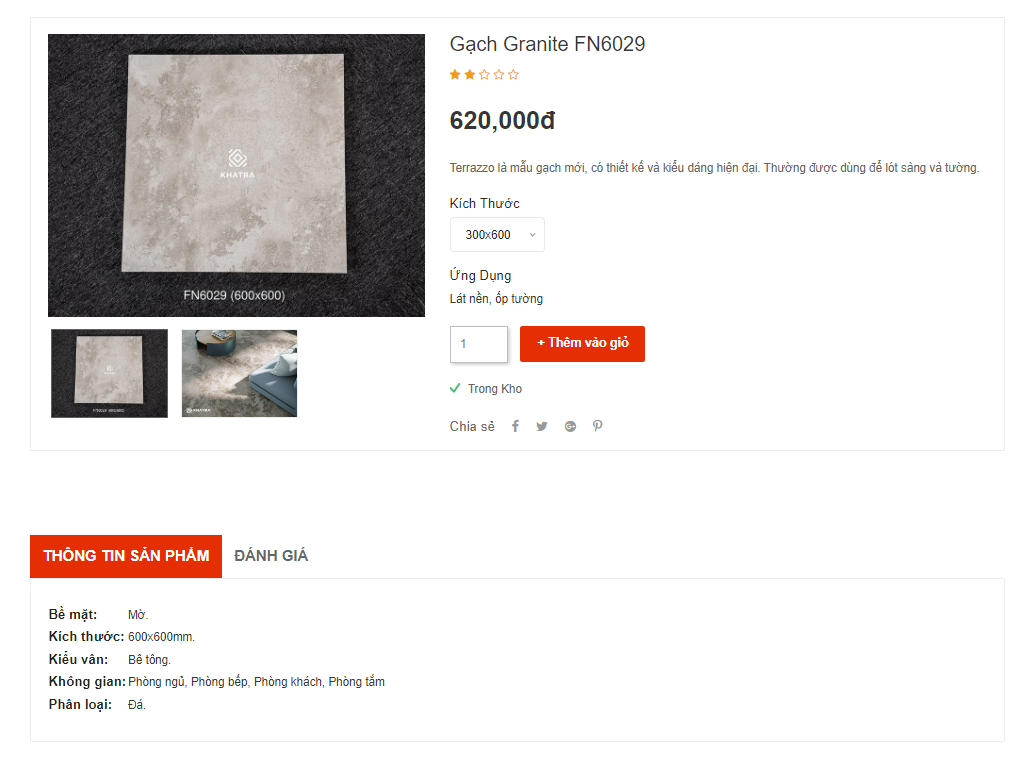 KHATRA
FN6029 (600x600)
KHATRA
Gạch Granite FN6029
620,000đ
Terrazzo là mẫu gạch mới, có thiết kế và kiểu dáng hiện đại. Thường được dùng để lót sàng và tường.
Kích Thước
300x600
Ứng Dụng
Lát nền, ốp tường
1
+ Thêm vào giỏ
Trong Kho
Chia sẻ
THÔNG TIN SẢN PHẨM ĐÁNH GIÁ
Bề mặt: Mờ.
Kích thước: 600x600mm.
Kiểu vân: Bê tông.
Không gian: Phòng ngủ, Phòng bếp, Phòng khách, Phòng tắm
Phân loại: Đá.